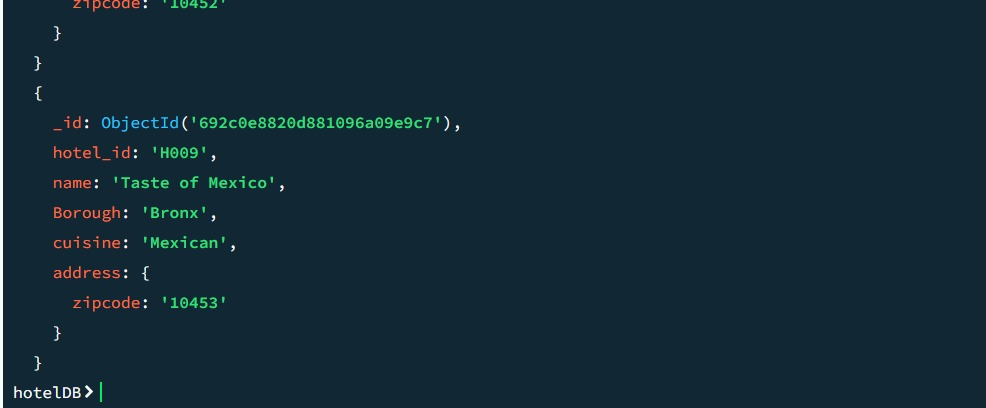 zipcode: '10452'
}
}
{
_id: ObjectId('692c0e8820d881096a09e9c7'),
hotel_id: 'H009',
name: 'Taste of Mexico',
Borough: 'Bronx',
cuisine: 'Mexican',
address: {
zipcode: '10453'
}
}
hotelDB>